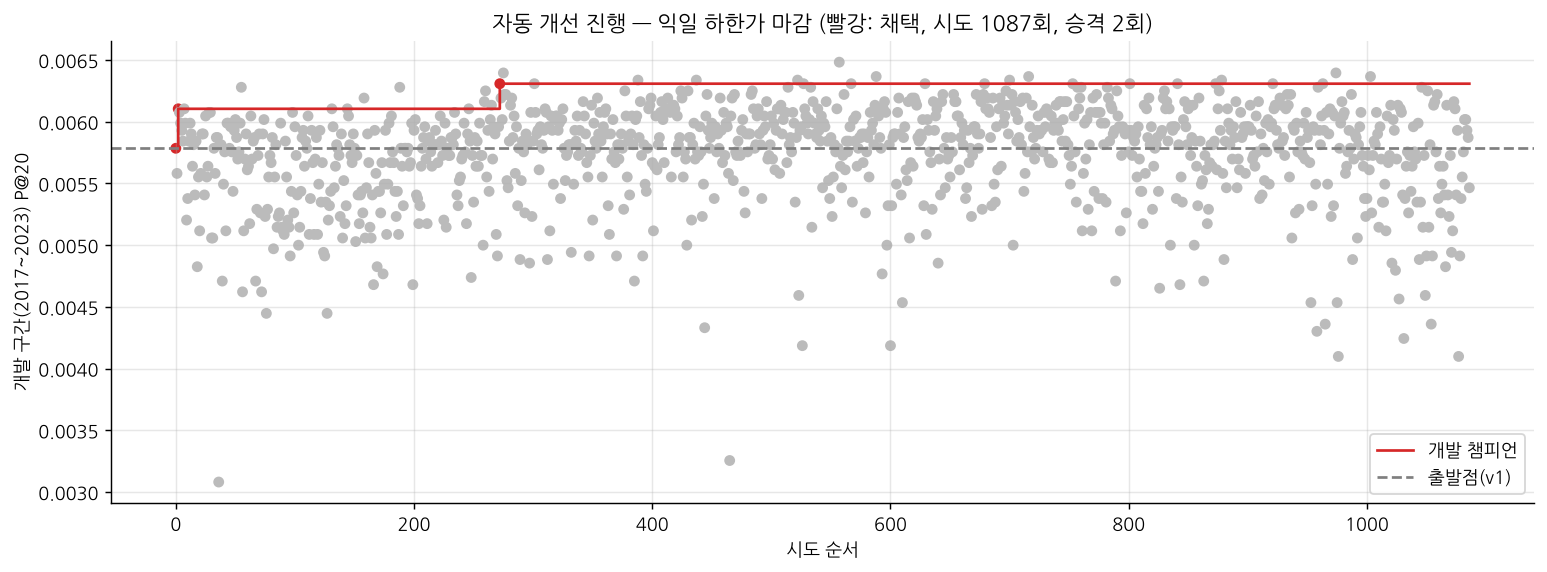 자동 개선 진행 — 익일 하한가 마감 (빨강: 채택, 시도 1087회, 승격 2회)
개발 구간(2017~2023) P@20
0.0065
0.0060
0.0055
0.0050
0.0045
0.0040
0.0035
0.0030
개발 챔피언
출발점(v1)
0 200 400 600 800 1000
시도 순서